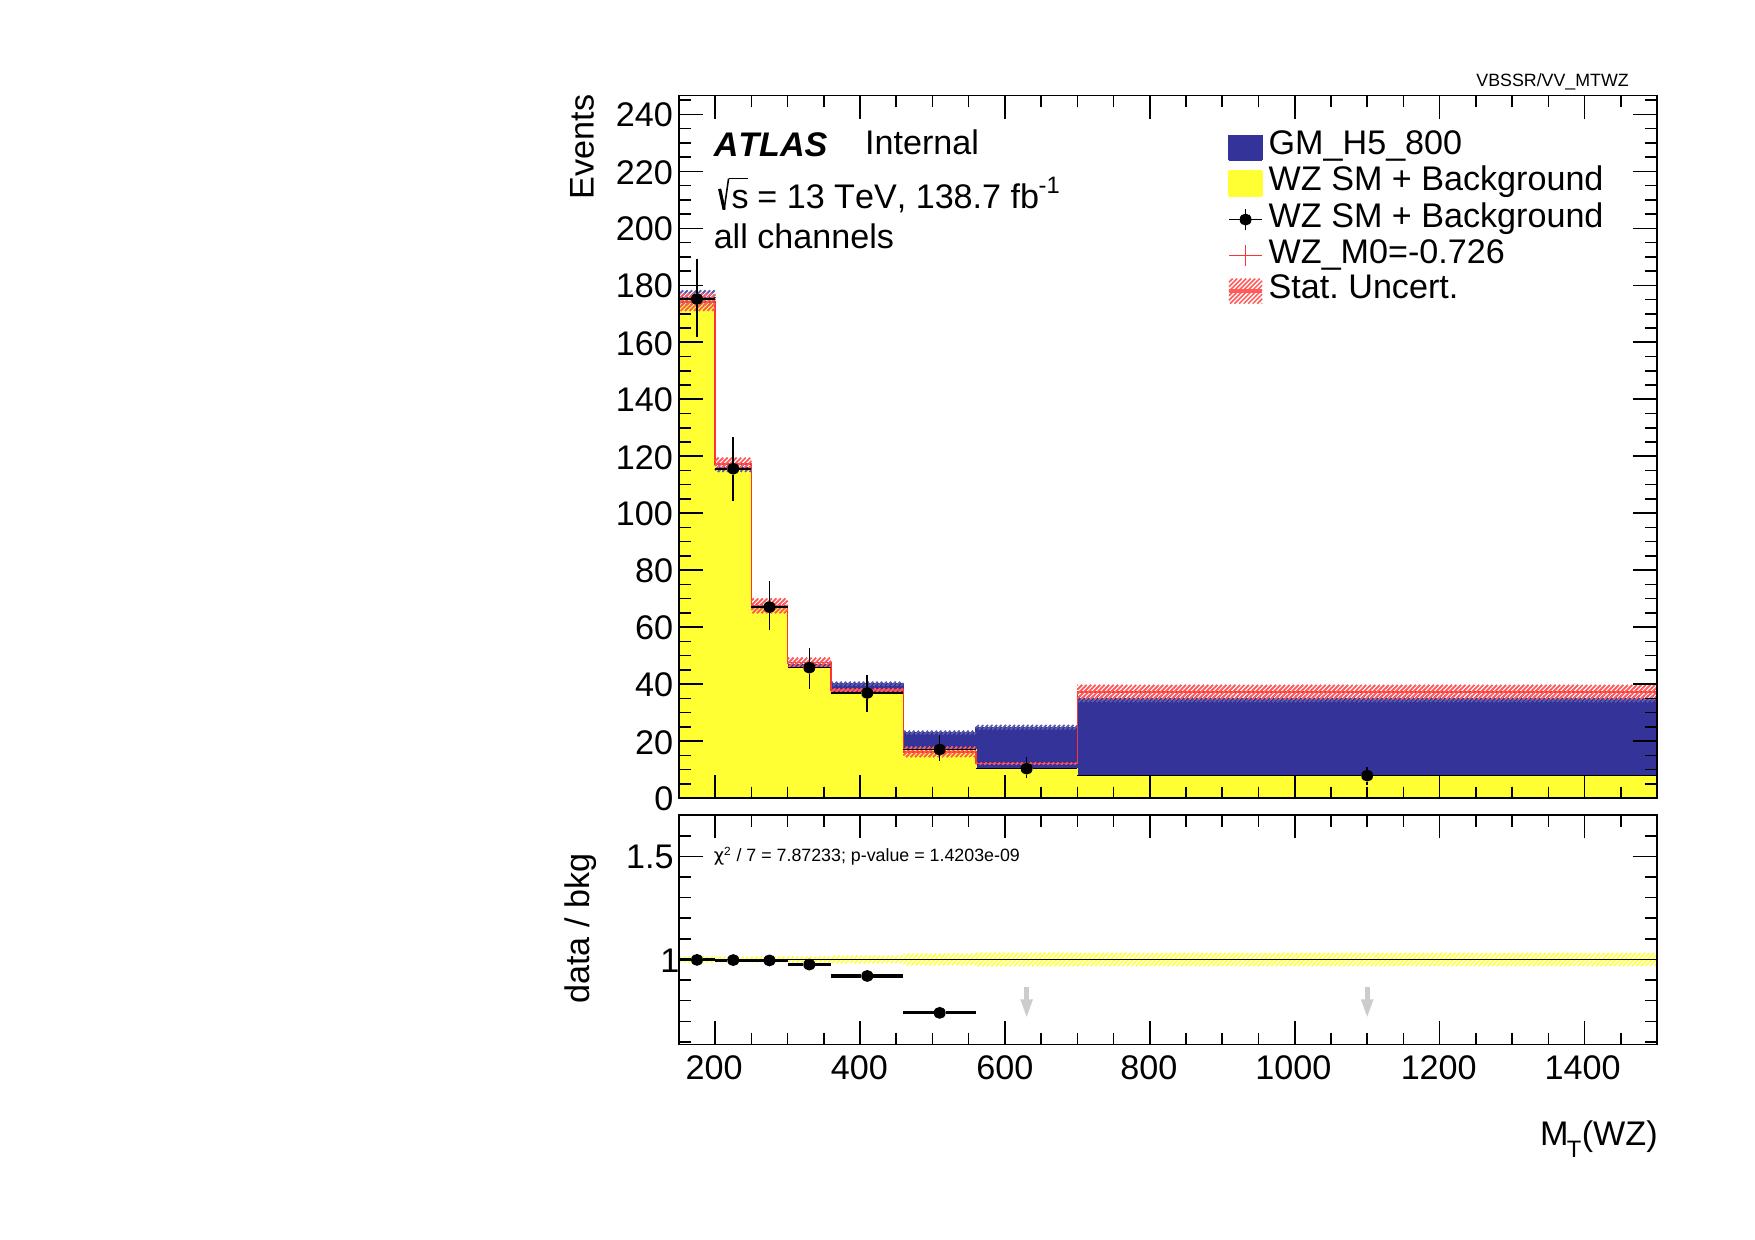 VBSSR/VV_MTWZ
Events
240
220
200
180
160
140
120
100
80
60
40
20
0
ATLAS Internal
√s = 13 TeV, 138.7 fb⁻¹
all channels
GM_H5_800
WZ SM + Background
WZ SM + Background
WZ_M0=-0.726
Stat. Uncert.
data / bkg
1.5
1
χ² / 7 = 7.87233; p-value = 1.4203e-09
200 400 600 800 1000 1200 1400
M_T(WZ)